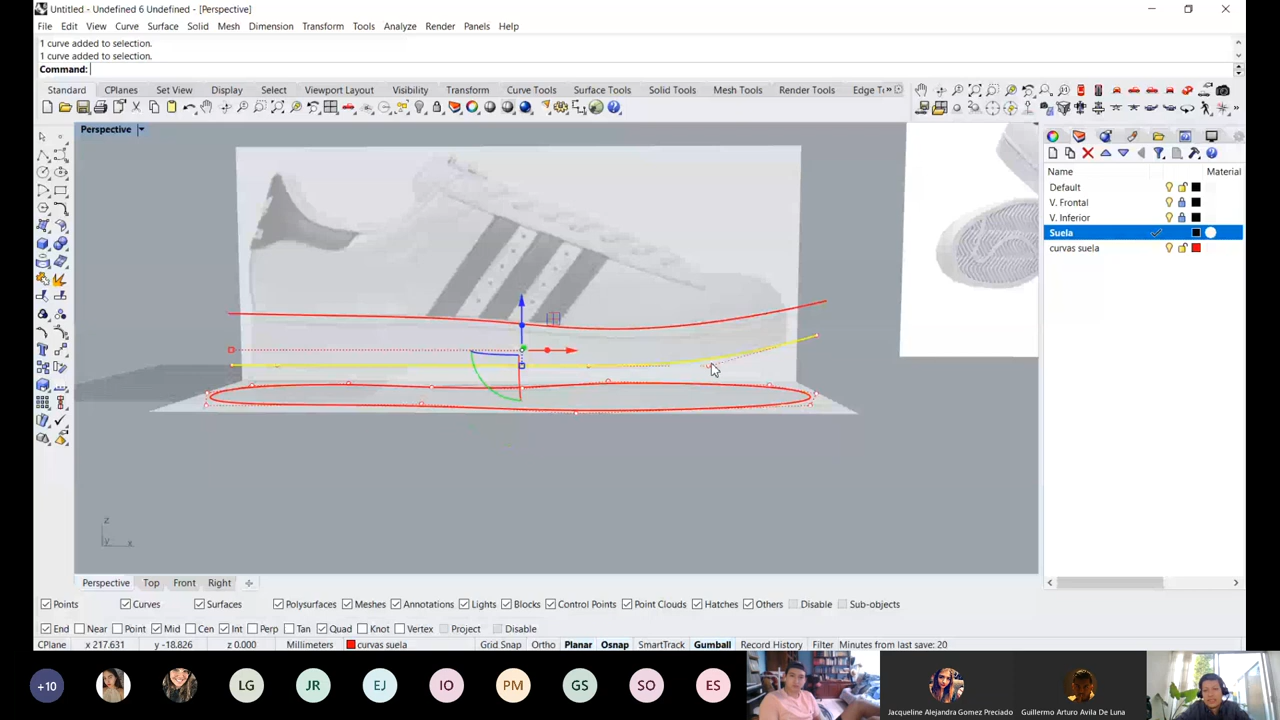 Untitled - Undefined 6 Undefined - [Perspective]
File Edit View Curve Surface Solid Mesh Dimension Transform Tools Analyze Render Panels Help
1 curve added to selection.
1 curve added to selection.
Command:
Standard CPlanes Set View Display Select Viewport Layout Visibility Transform Curve Tools Surface Tools Solid Tools Mesh Tools Render Tools Edge To
Perspective
Name Material
Default
V. Frontal
V. Inferior
Suela
curvas suela
z
y x
Perspective Top Front Right
Points Curves Surfaces Polysurfaces Meshes Annotations Lights Blocks Control Points Point Clouds Hatches Others Disable Sub-objects
End Near Point Mid Cen Int Perp Tan Quad Knot Vertex Project Disable
CPlane x 217.631 y -18.826 z 0.000 Millimeters curvas suela Grid Snap Ortho Planar Osnap SmartTrack Gumball Record History Filter Minutes from last save: 20
+10 LG JR EJ IO PM GS SO ES
Jacqueline Alejandra Gomez Preciado Guillermo Arturo Avila De Luna